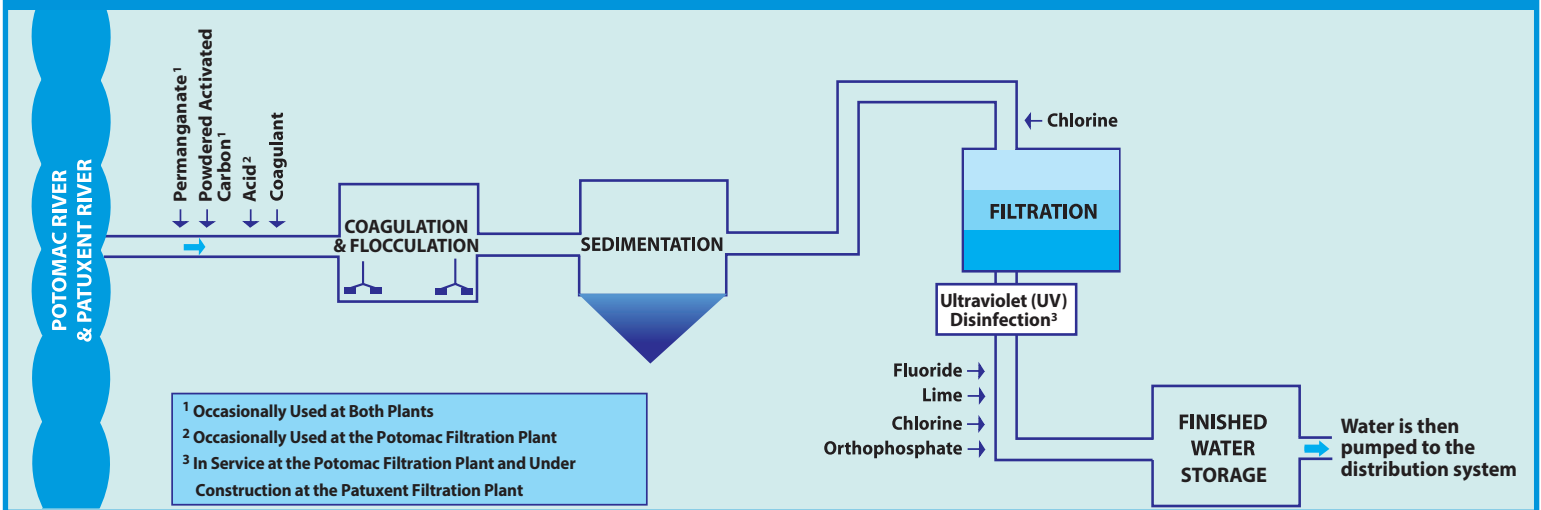 POTOMAC RIVER
& PATUXENT RIVER
Permanganate¹
Powdered Activated
Carbon¹
Acid²
Coagulant
COAGULATION
& FLOCCULATION
SEDIMENTATION
Chlorine
FILTRATION
Ultraviolet (UV)
Disinfection³
Fluoride
Lime
Chlorine
Orthophosphate
FINISHED
WATER
STORAGE
Water is then
pumped to the
distribution system
¹ Occasionally Used at Both Plants
² Occasionally Used at the Potomac Filtration Plant
³ In Service at the Potomac Filtration Plant and Under
Construction at the Patuxent Filtration Plant